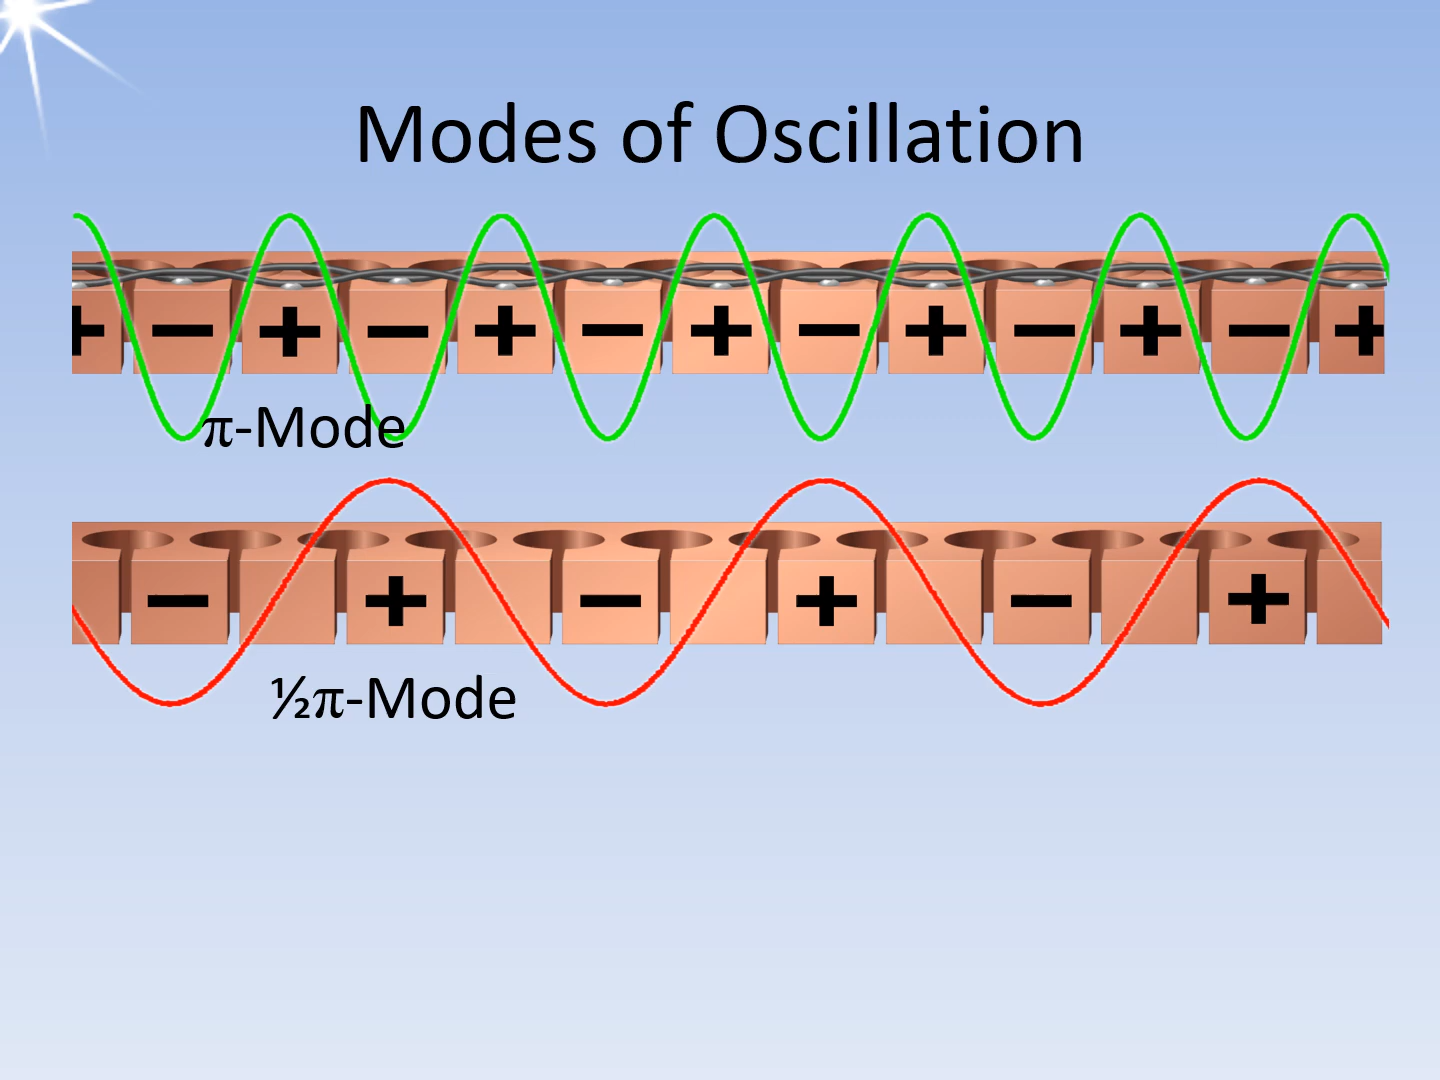 Modes of Oscillation
+ − + − + − + − + − + − +
π-Mode
− + − + − +
½π-Mode